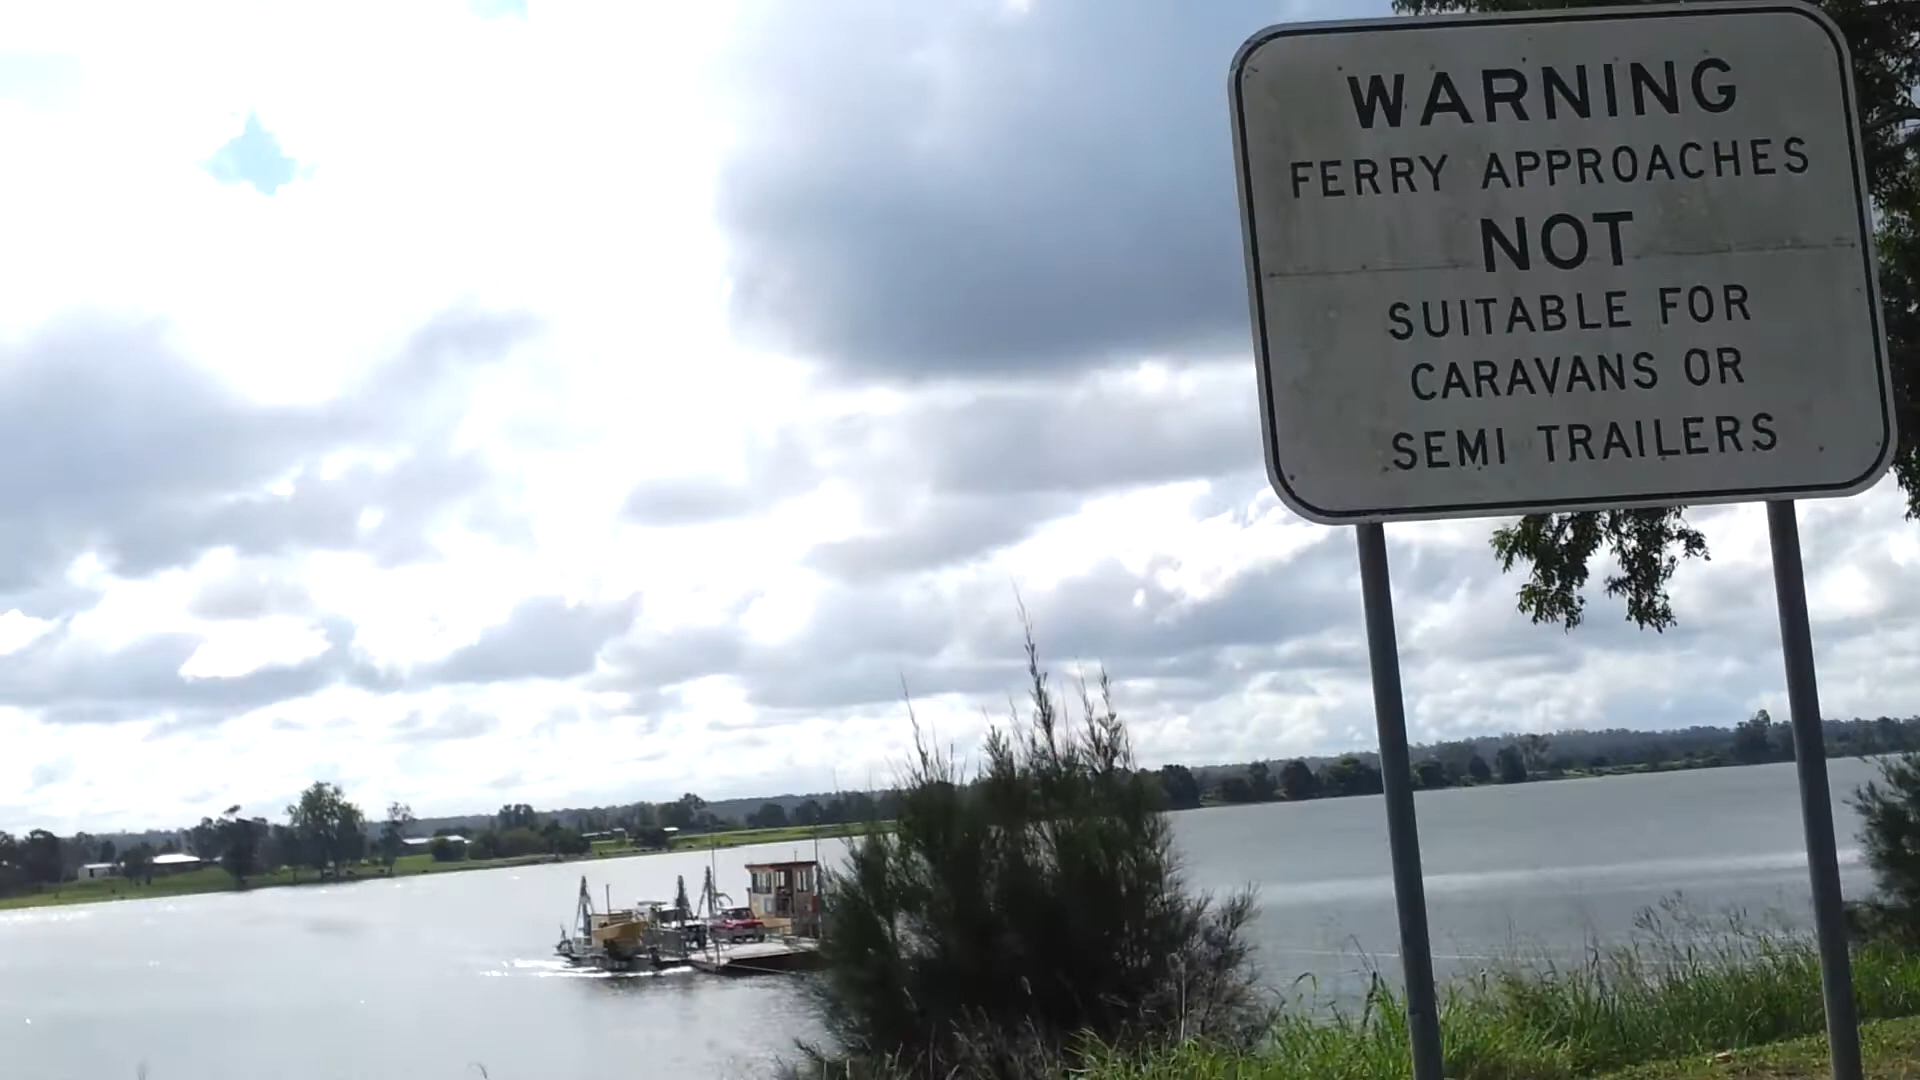 WARNING
FERRY APPROACHES
NOT
SUITABLE FOR
CARAVANS OR
SEMI TRAILERS